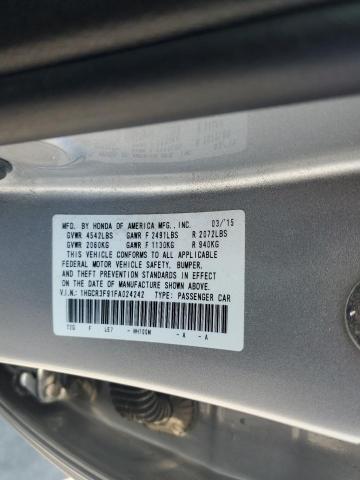 MFD. BY HONDA OF AMERICA MFG., INC. 03/'15
GVWR 4542LBS GAWR F 2491LBS R 2072LBS
GVWR 2060KG GAWR F 1130KG R 940KG
THIS VEHICLE CONFORMS TO ALL APPLICABLE
FEDERAL MOTOR VEHICLE SAFETY, BUMPER,
AND THEFT PREVENTION STANDARDS IN EFFECT
ON THE DATE OF MANUFACTURE SHOWN ABOVE.
V.I.N: 1HGCR3F91FA024242 TYPE: PASSENGER CAR
F LE7 - NH700M - A - A